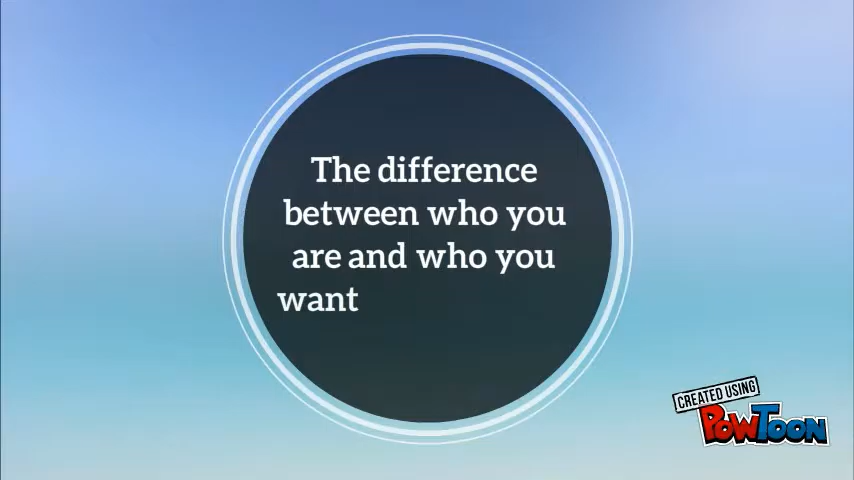 The difference
between who you
are and who you
want
CREATED USING
POWTOON